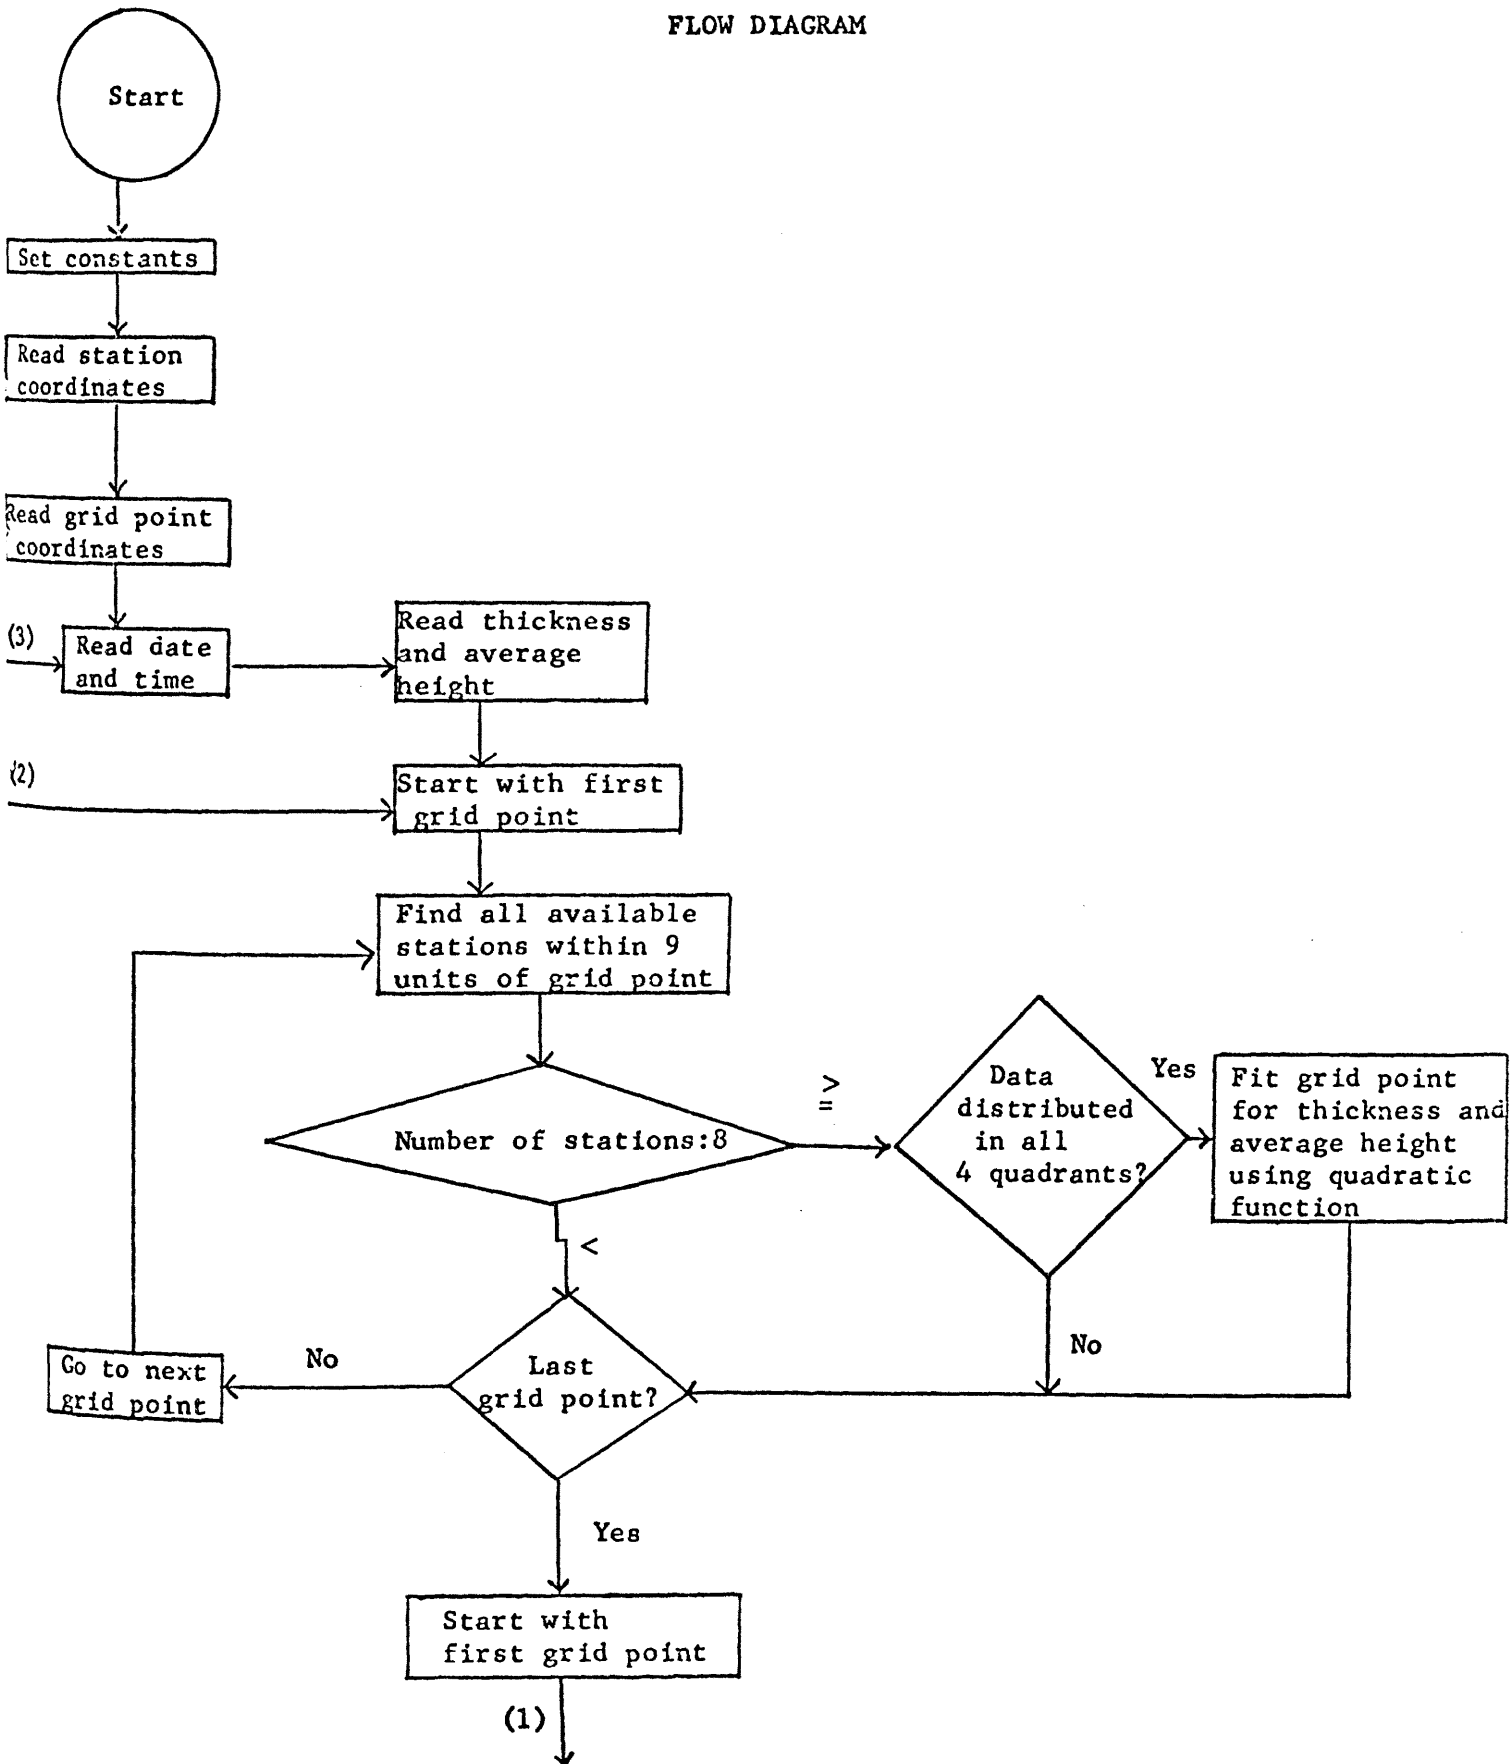 FLOW DIAGRAM
Start
Set constants
Read station
coordinates
Read grid point
coordinates
(3)
Read date
and time
Read thickness
and average
height
(2)
Start with first
grid point
Find all available
stations within 9
units of grid point
Number of stations:8
>
=
Data
distributed
in all
4 quadrants?
Yes
Fit grid point
for thickness and
average height
using quadratic
function
<
No
Last
grid point?
No
Go to next
grid point
Yes
Start with
first grid point
(1)